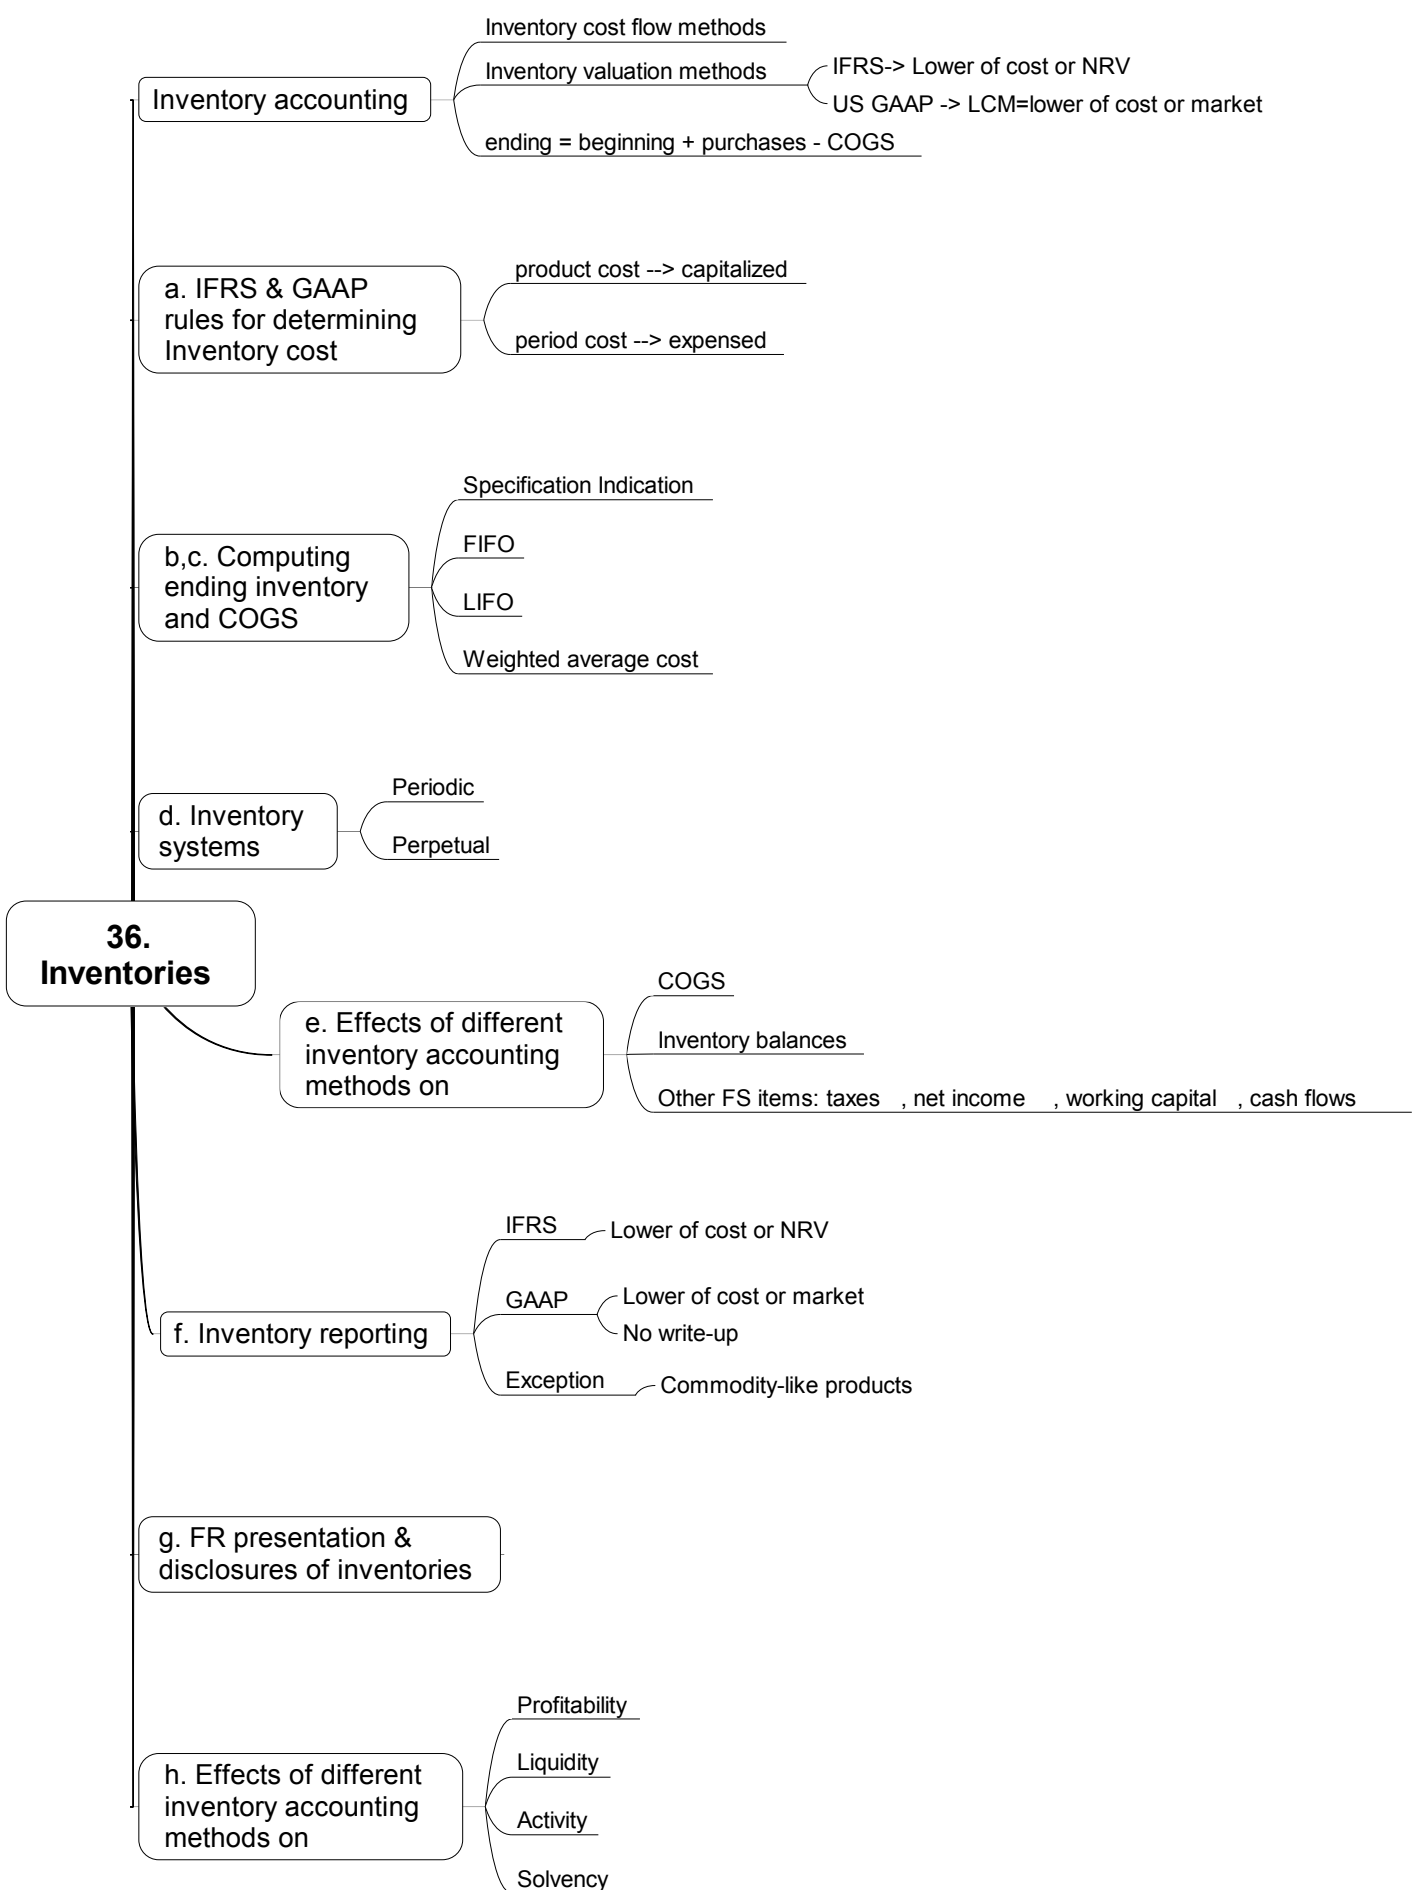 Inventory cost flow methods
Inventory accounting
Inventory valuation methods
IFRS-> Lower of cost or NRV
US GAAP -> LCM=lower of cost or market
ending = beginning + purchases - COGS
a. IFRS & GAAP
rules for determining
Inventory cost
product cost --> capitalized
period cost --> expensed
b,c. Computing
ending inventory
and COGS
Specification Indication
FIFO
LIFO
Weighted average cost
d. Inventory
systems
Periodic
Perpetual
36.
Inventories
e. Effects of different
inventory accounting
methods on
COGS
Inventory balances
Other FS items: taxes , net income , working capital , cash flows
f. Inventory reporting
IFRS
Lower of cost or NRV
GAAP
Lower of cost or market
No write-up
Exception
Commodity-like products
g. FR presentation &
disclosures of inventories
h. Effects of different
inventory accounting
methods on
Profitability
Liquidity
Activity
Solvency